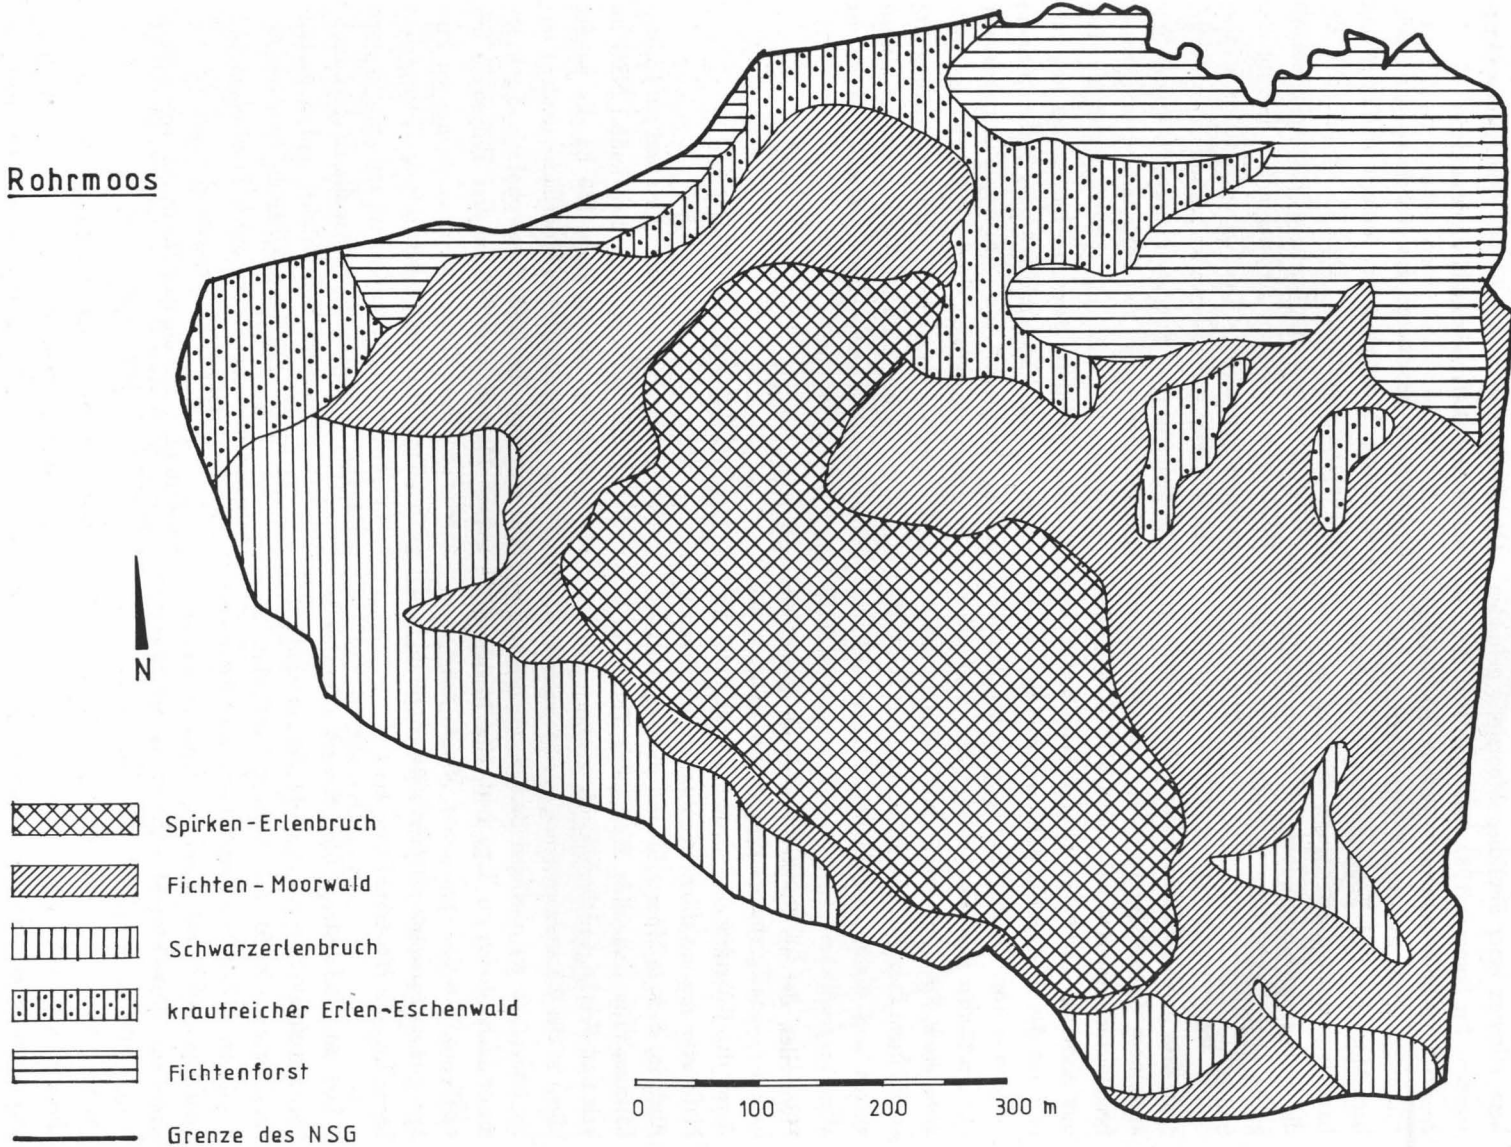 Rohrmoos
N
Spirken-Erlenbruch
Fichten-Moorwald
Schwarzerlenbruch
krautreicher Erlen-Eschenwald
Fichtenforst
Grenze des NSG
0 100 200 300 m